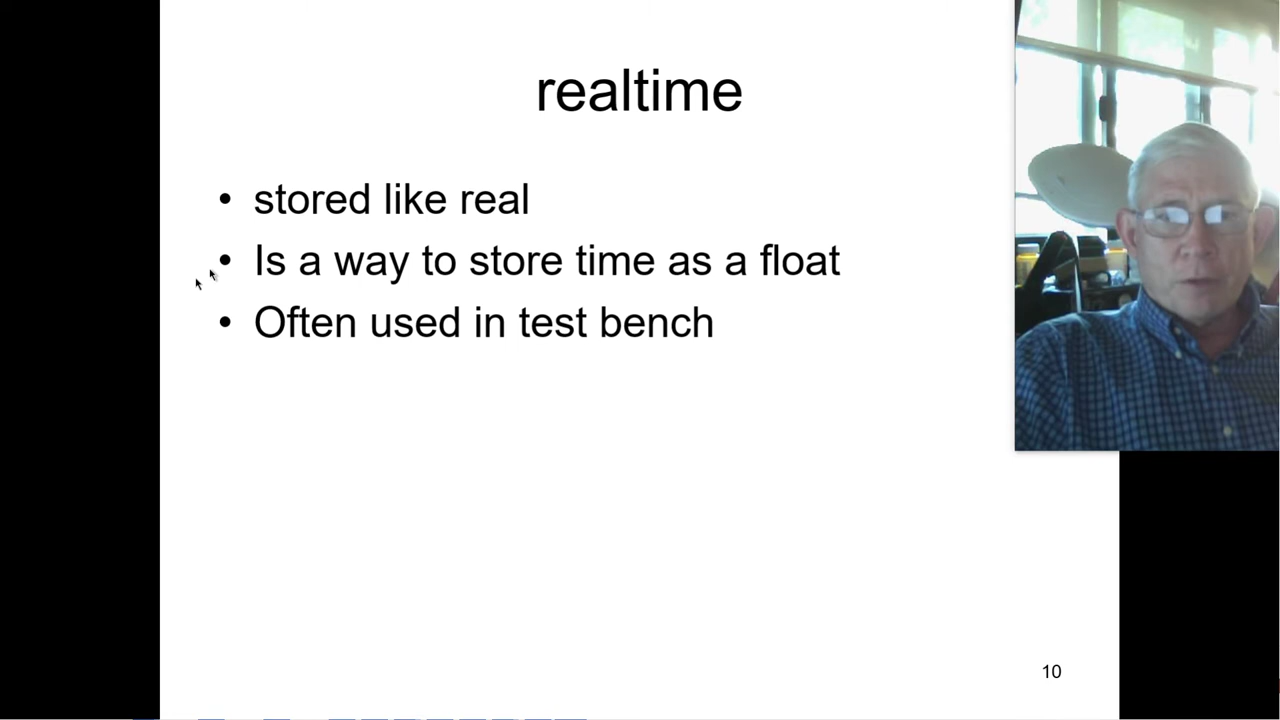 realtime
• stored like real
• Is a way to store time as a float
• Often used in test bench
10